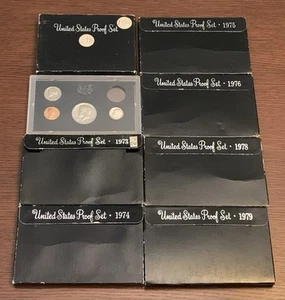 United States Proof Set
United States Proof Set · 1975
United States Proof Set · 1976
United States Proof Set · 1973
United States Proof Set · 1978
United States Proof Set · 1974
United States Proof Set · 1979